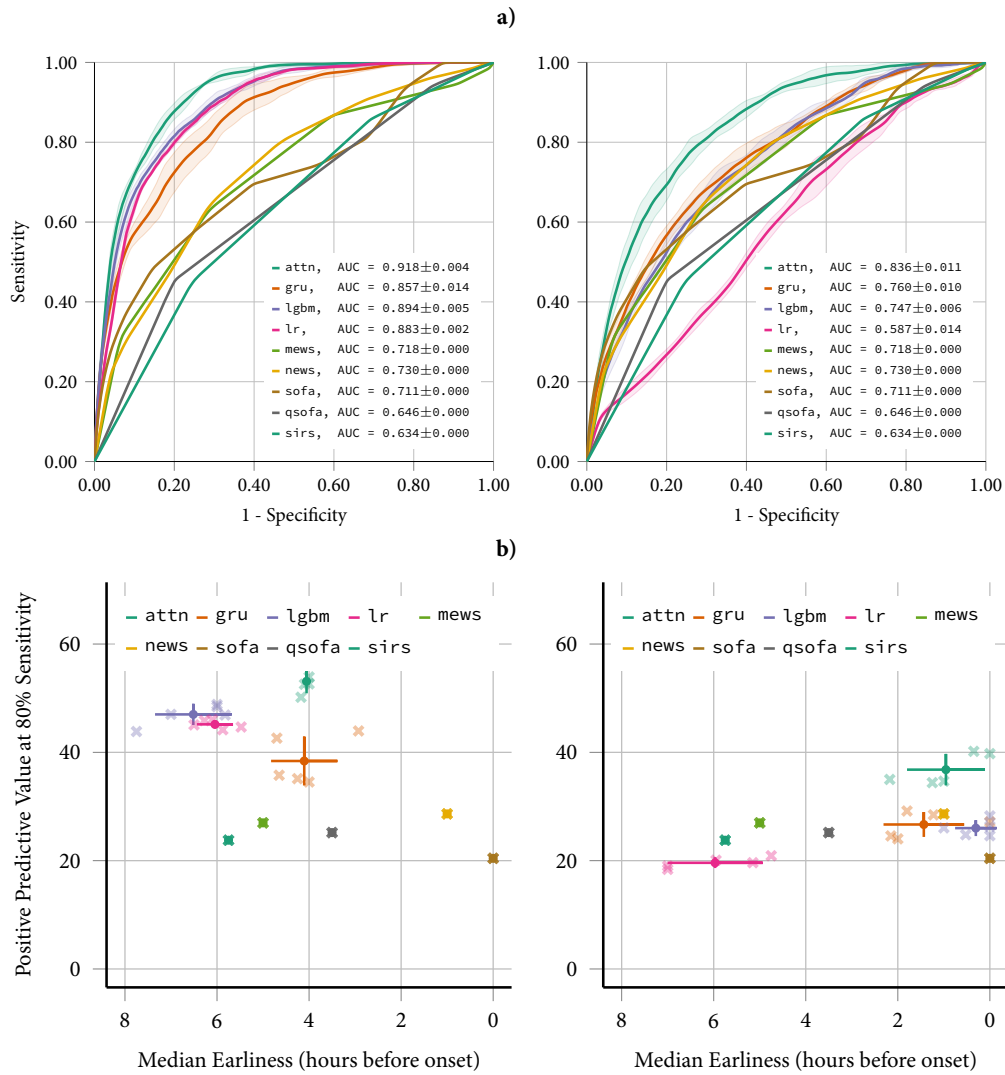 a)
1.00
0.80
0.60
0.40
0.20
0.00
Sensitivity
attn, AUC = 0.918±0.004
gru, AUC = 0.857±0.014
lgbm, AUC = 0.894±0.005
lr, AUC = 0.883±0.002
mews, AUC = 0.718±0.000
news, AUC = 0.730±0.000
sofa, AUC = 0.711±0.000
qsofa, AUC = 0.646±0.000
sirs, AUC = 0.634±0.000
0.00 0.20 0.40 0.60 0.80 1.00
1 - Specificity
1.00
0.80
0.60
0.40
0.20
0.00
attn, AUC = 0.836±0.011
gru, AUC = 0.760±0.010
lgbm, AUC = 0.747±0.006
lr, AUC = 0.587±0.014
mews, AUC = 0.718±0.000
news, AUC = 0.730±0.000
sofa, AUC = 0.711±0.000
qsofa, AUC = 0.646±0.000
sirs, AUC = 0.634±0.000
0.00 0.20 0.40 0.60 0.80 1.00
1 - Specificity
b)
Positive Predictive Value at 80% Sensitivity
attn gru lgbm lr mews
news sofa qsofa sirs
60
40
20
0
8 6 4 2 0
Median Earliness (hours before onset)
attn gru lgbm lr mews
news sofa qsofa sirs
60
40
20
0
8 6 4 2 0
Median Earliness (hours before onset)